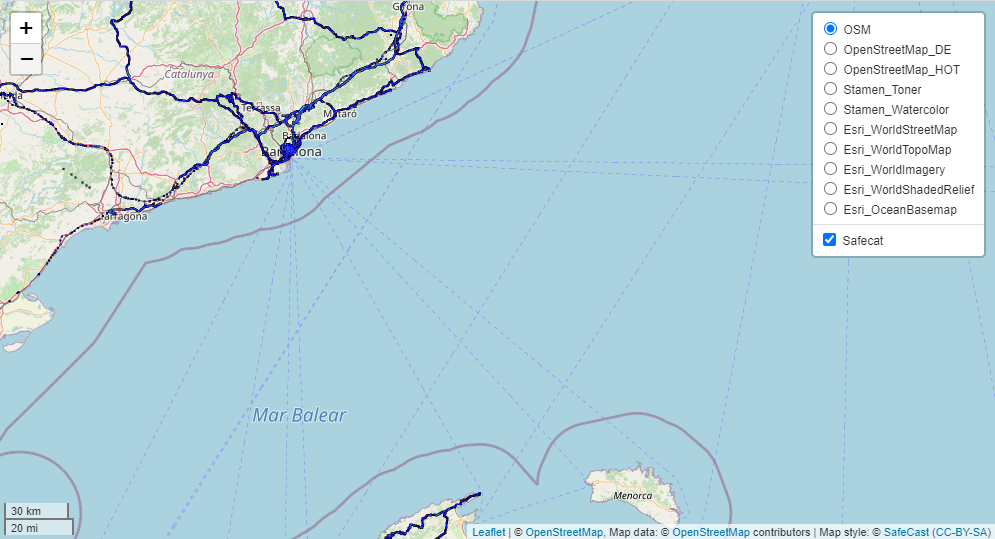 +
−
Girona
Catalunya
Terrassa
Mataró
Badalona
Barcelona
Tarragona
Mar Balear
Menorca
30 km
20 mi
OSM
OpenStreetMap_DE
OpenStreetMap_HOT
Stamen_Toner
Stamen_Watercolor
Esri_WorldStreetMap
Esri_WorldTopoMap
Esri_WorldImagery
Esri_WorldShadedRelief
Esri_OceanBasemap
Safecat
Leaflet | © OpenStreetMap, Map data: © OpenStreetMap contributors | Map style: © SafeCast (CC-BY-SA)